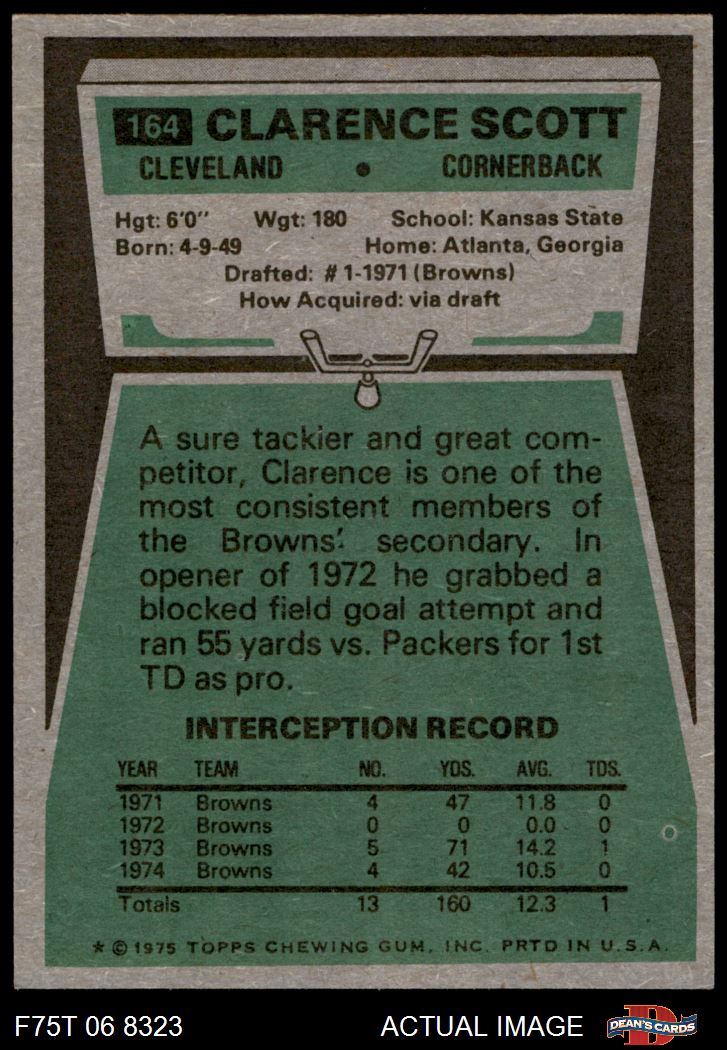 164 CLARENCE SCOTT
CLEVELAND • CORNERBACK
Hgt: 6'0" Wgt: 180 School: Kansas State
Born: 4-9-49 Home: Atlanta, Georgia
Drafted: #1-1971 (Browns)
How Acquired: via draft
A sure tackier and great com-
petitor, Clarence is one of the
most consistent members of
the Browns' secondary. In
opener of 1972 he grabbed a
blocked field goal attempt and
ran 55 yards vs. Packers for 1st
TD as pro.
INTERCEPTION RECORD
YEAR TEAM NO. YDS. AVG. TDS.
1971 Browns 4 47 11.8 0
1972 Browns 0 0 0.0 0
1973 Browns 5 71 14.2 1
1974 Browns 4 42 10.5 0
Totals 13 160 12.3 1
* © 1975 TOPPS CHEWING GUM, INC. PRTD IN U.S.A.
F75T 06 8323 ACTUAL IMAGE D DEAN'S CARDS